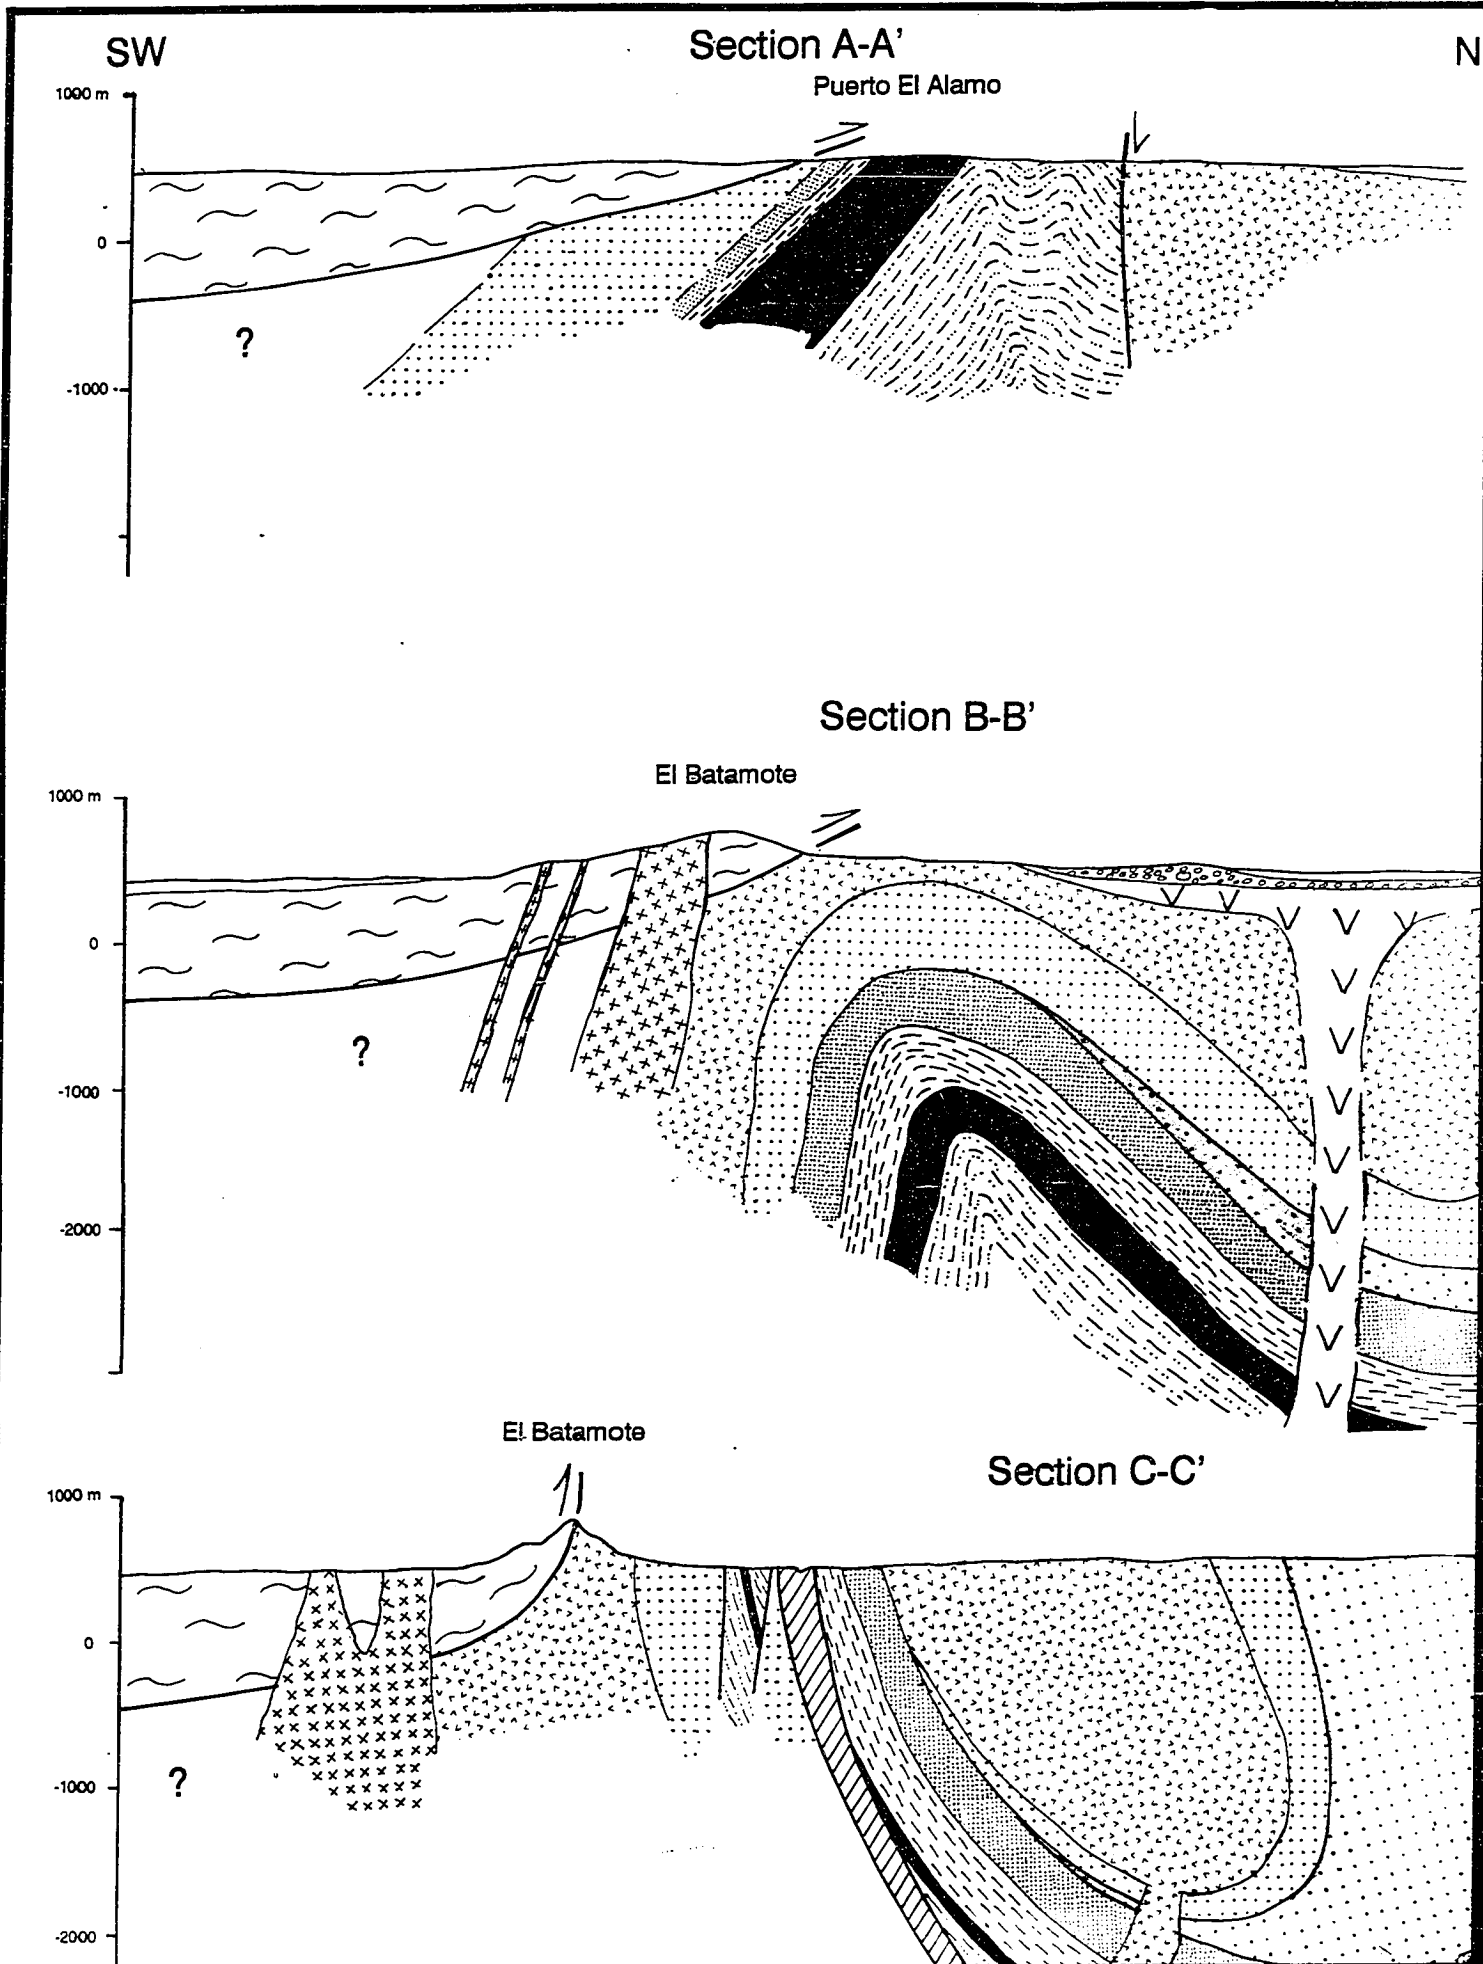 SW
Section A-A'
N
Puerto El Alamo
1000 m
0
?
-1000
Section B-B'
El Batamote
1000 m
0
?
-1000
-2000
El Batamote
Section C-C'
1000 m
0
?
-1000
-2000